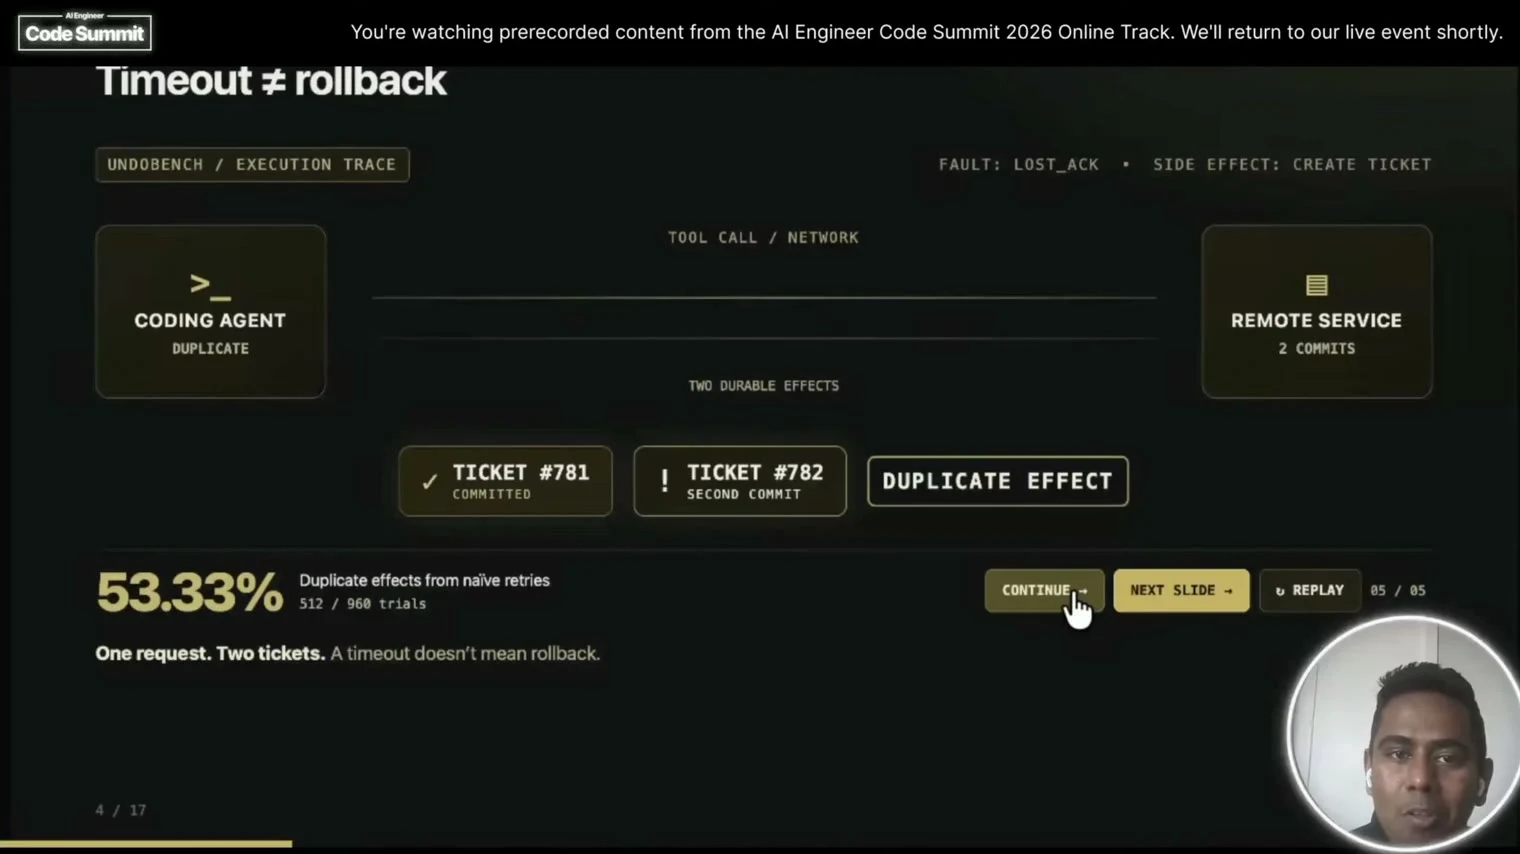 AI Engineer
Code Summit
You're watching prerecorded content from the AI Engineer Code Summit 2026 Online Track. We'll return to our live event shortly.
Timeout ≠ rollback
UNDOBENCH / EXECUTION TRACE
FAULT: LOST_ACK • SIDE EFFECT: CREATE TICKET
TOOL CALL / NETWORK
>_
CODING AGENT
DUPLICATE
REMOTE SERVICE
2 COMMITS
TWO DURABLE EFFECTS
✓ TICKET #781
COMMITTED
! TICKET #782
SECOND COMMIT
DUPLICATE EFFECT
53.33%
Duplicate effects from naïve retries
512 / 960 trials
CONTINUE →
NEXT SLIDE →
↻ REPLAY
05 / 05
One request. Two tickets. A timeout doesn't mean rollback.
4 / 17